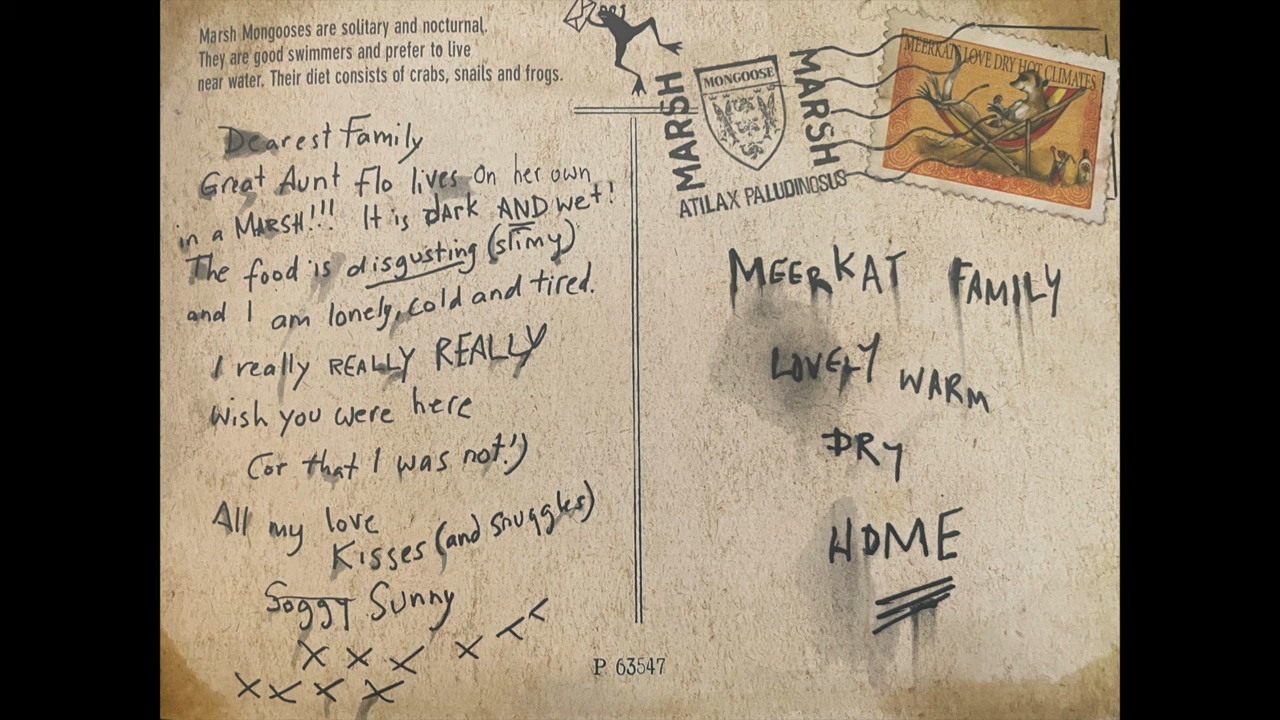 Marsh Mongooses are solitary and nocturnal.
They are good swimmers and prefer to live
near water. Their diet consists of crabs, snails and frogs.
Dearest Family
Great Aunt Flo lives on her own
in a MARSH!!! It is dark AND wet!
The food is disgusting (slimy)
and I am lonely, cold and tired.
I really REALLY REALLY
wish you were here
(or that I was not!)
All my love
Kisses (and snuggles)
Soggy Sunny
X X X X X X
X X X X
MARSH
MONGOOSE
MARSH
ATILAX PALUDINOSUS
MEERKATS LOVE DRY HOT CLIMATES
MEERKAT FAMILY
LOVELY WARM
DRY
HOME
P. 63547